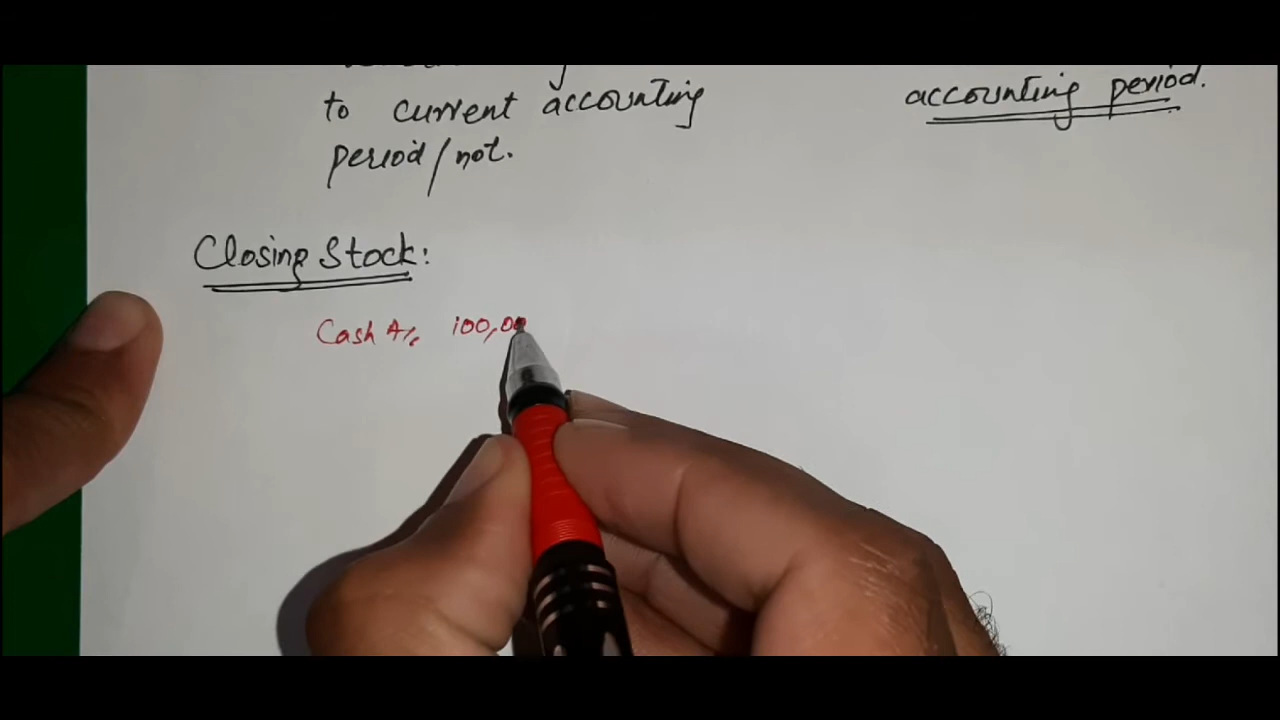 to current accounting
period/not.
accounting period.
Closing Stock:
Cash A/c 100,00